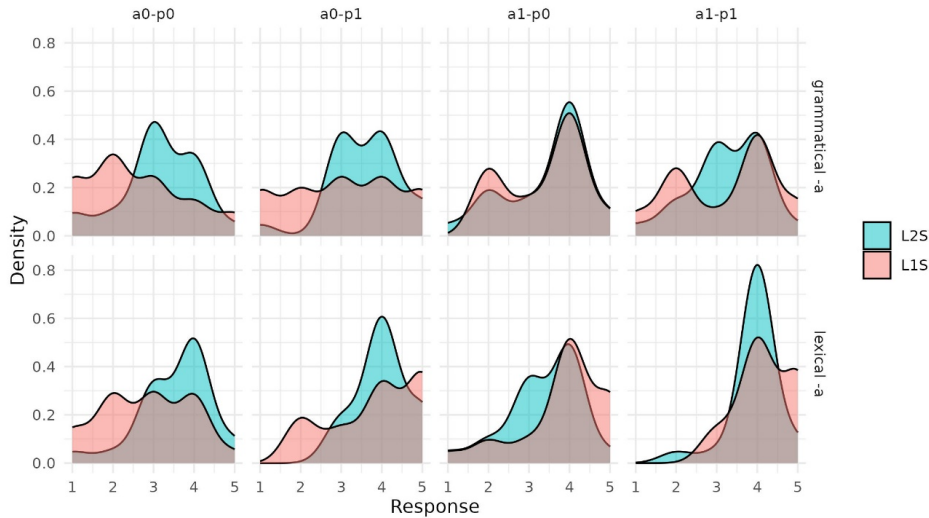 a0-p0 a0-p1 a1-p0 a1-p1
0.8
0.6
0.4
0.2
0.0
grammatical -a
Density
L2S
L1S
0.8
0.6
0.4
0.2
0.0
lexical -a
1 2 3 4 5 1 2 3 4 5 1 2 3 4 5 1 2 3 4 5
Response